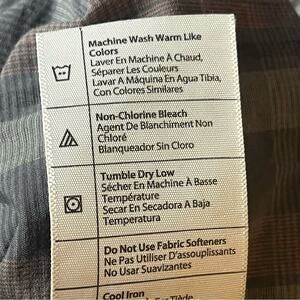 Machine Wash Warm Like
Colors
Laver En Machine À Chaud,
Séparer Les Couleurs
Lavar A Máquina En Agua Tibia,
Con Colores Similares
Non-Chlorine Bleach
Agent De Blanchiment Non
Chloré
Blanqueador Sin Cloro
Tumble Dry Low
Sécher En Machine À Basse
Température
Secar En Secadora A Baja
Temperatura
Do Not Use Fabric Softeners
Ne Pas Utiliser D'assouplissants
No Usar Suavizantes
Cool Iron
Tiède